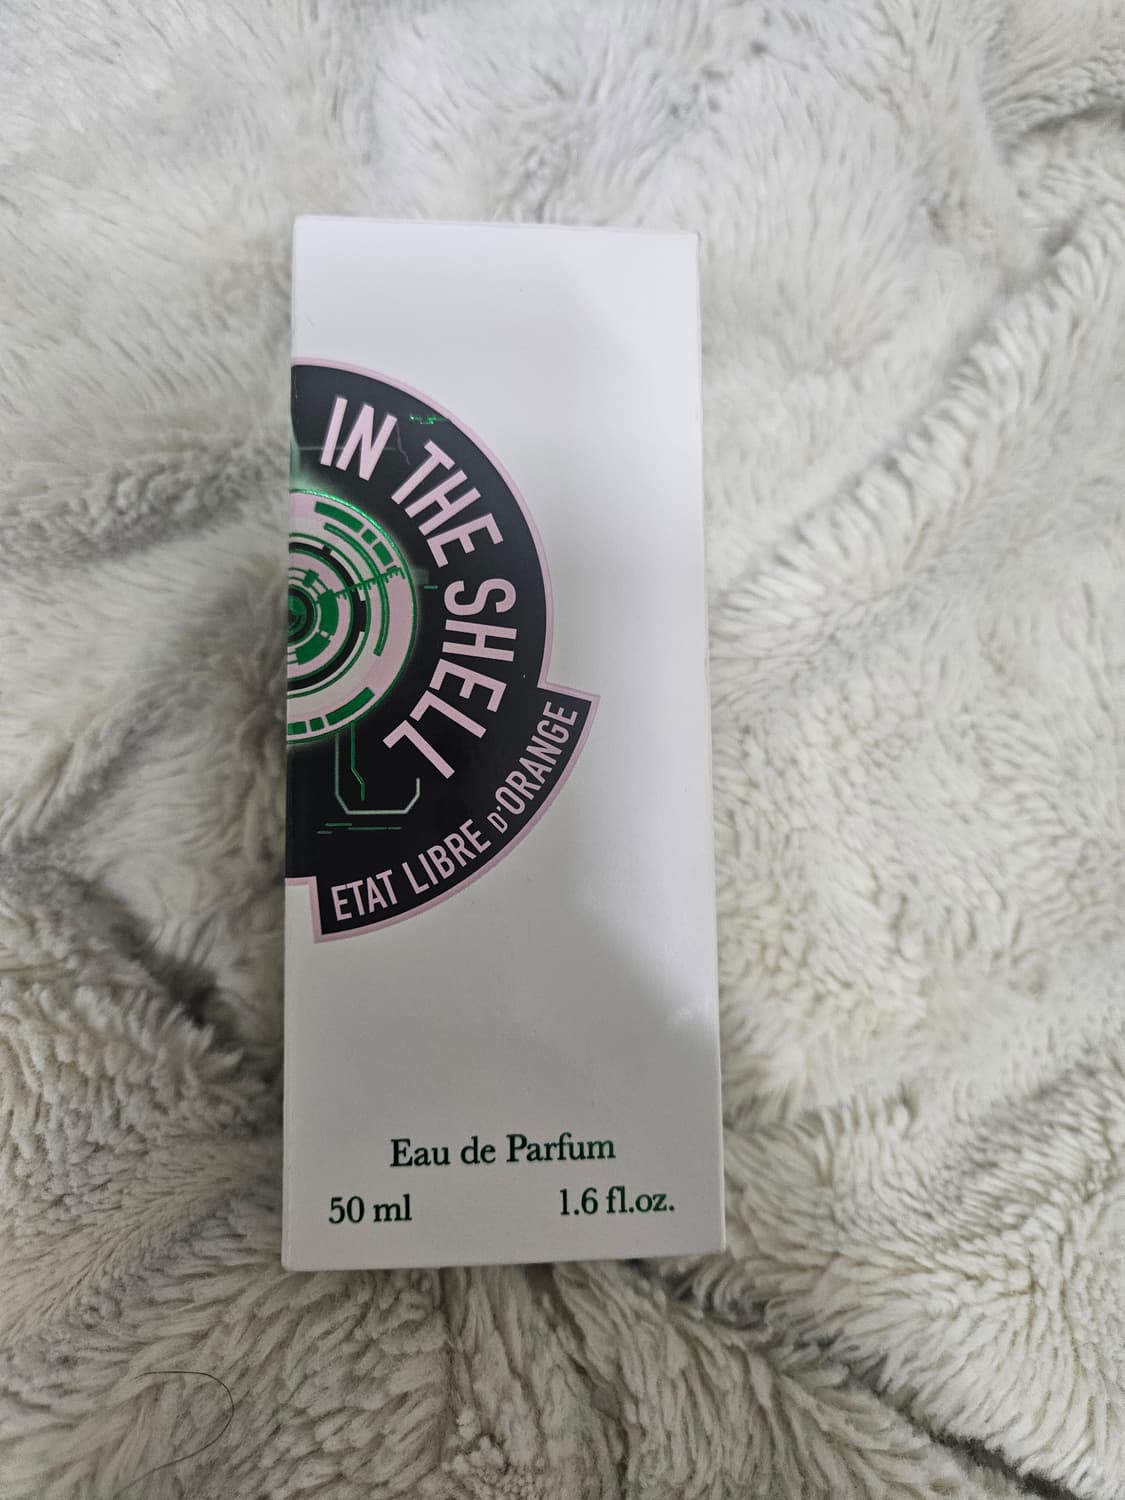 IN THE SHELL
ETAT LIBRE D'ORANGE
Eau de Parfum
50 ml 1.6 fl.oz.